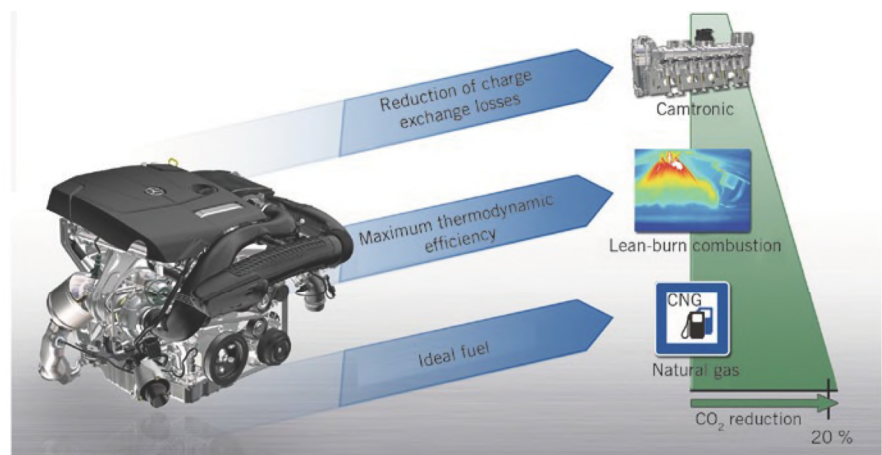 Reduction of charge
exchange losses
Camtronic
Maximum thermodynamic
efficiency
Lean-burn combustion
CNG
Ideal fuel
Natural gas
CO₂ reduction
20 %